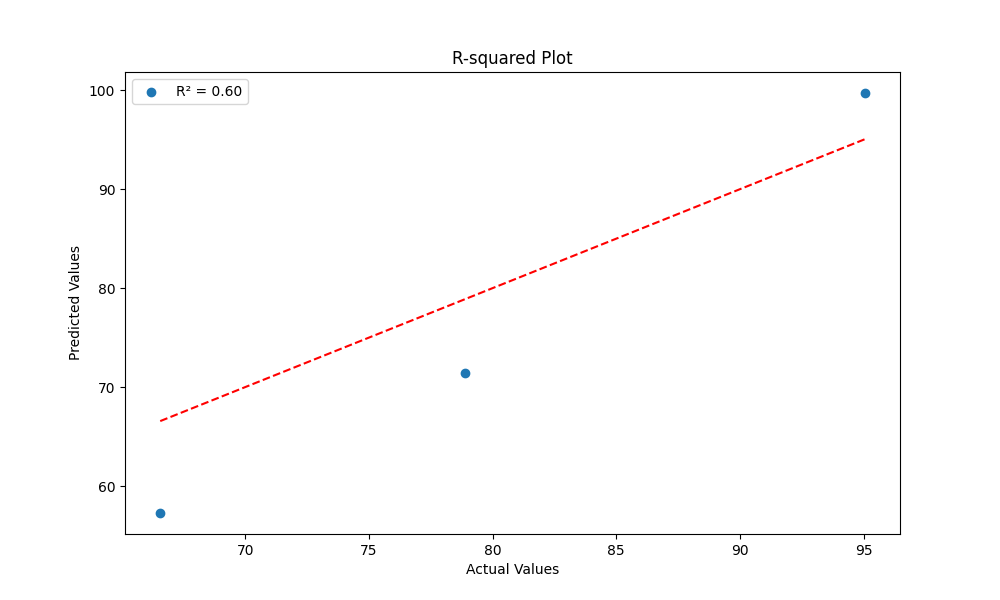 R-squared Plot
R² = 0.60
100
90
80
70
60
Predicted Values
70 75 80 85 90 95
Actual Values